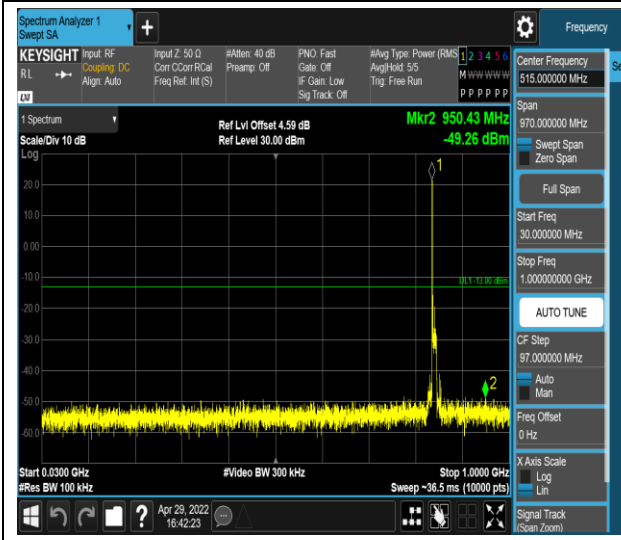 Spectrum Analyzer 1
Swept SA
+
Frequency
KEYSIGHT
RL
LXI
Input: RF
Coupling: DC
Align: Auto
Input Z: 50 Ω
Corr CCorr RCal
Freq Ref: Int (S)
#Atten: 40 dB
Preamp: Off
PNO: Fast
Gate: Off
IF Gain: Low
Sig Track: Off
#Avg Type: Power (RMS
Avg|Hold: 5/5
Trig: Free Run
1 2 3 4 5 6
M W W W W W
P P P P P P
1 Spectrum
Scale/Div 10 dB
Log
Ref Lvl Offset 4.59 dB
Ref Level 30.00 dBm
Mkr2 950.43 MHz
-49.26 dBm
1
20.0
10.0
0.00
-10.0
DL1 -13.00 dBm
-20.0
-30.0
-40.0
2
-50.0
-60.0
Start 0.0300 GHz
#Res BW 100 kHz
#Video BW 300 kHz
Stop 1.0000 GHz
Sweep ~36.5 ms (10000 pts)
?
Apr 29, 2022
16:42:23
Center Frequency
515.000000 MHz
Se
Span
970.000000 MHz
Swept Span
Zero Span
Full Span
Start Freq
30.000000 MHz
Stop Freq
1.000000000 GHz
AUTO TUNE
CF Step
97.000000 MHz
Auto
Man
Freq Offset
0 Hz
X Axis Scale
Log
Lin
Signal Track
(Span Zoom)